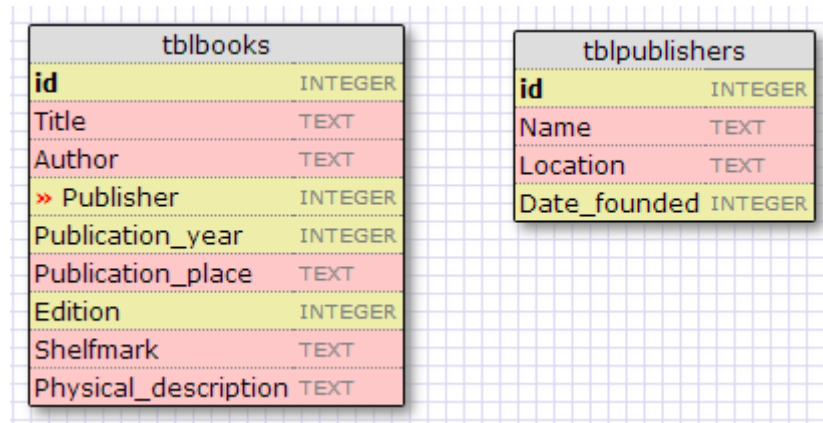 tblbooks
id INTEGER
Title TEXT
Author TEXT
» Publisher INTEGER
Publication_year INTEGER
Publication_place TEXT
Edition INTEGER
Shelfmark TEXT
Physical_description TEXT
tblpublishers
id INTEGER
Name TEXT
Location TEXT
Date_founded INTEGER